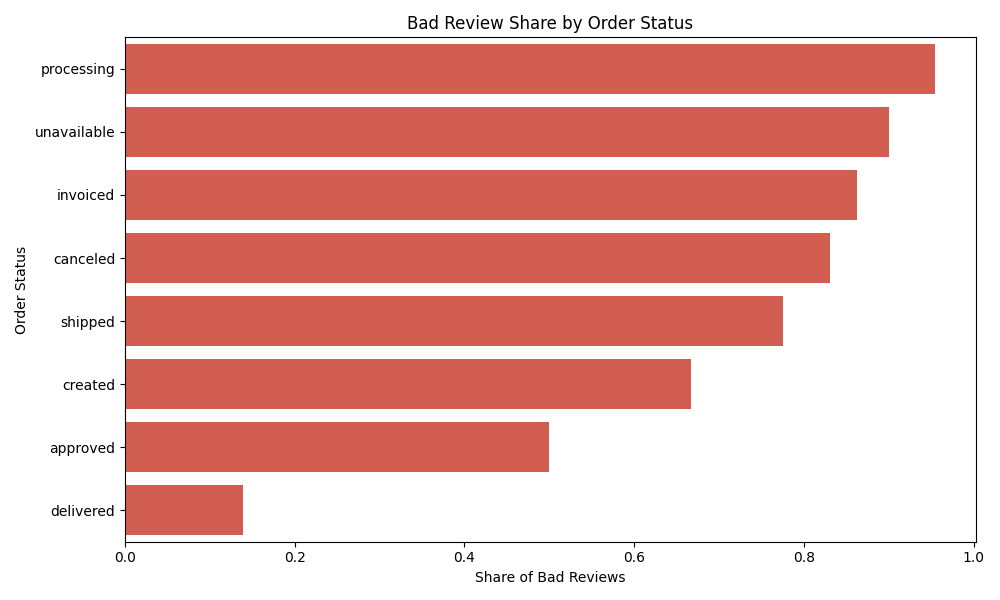 Bad Review Share by Order Status
processing
unavailable
invoiced
canceled
shipped
created
approved
delivered
Order Status
0.0 0.2 0.4 0.6 0.8 1.0
Share of Bad Reviews